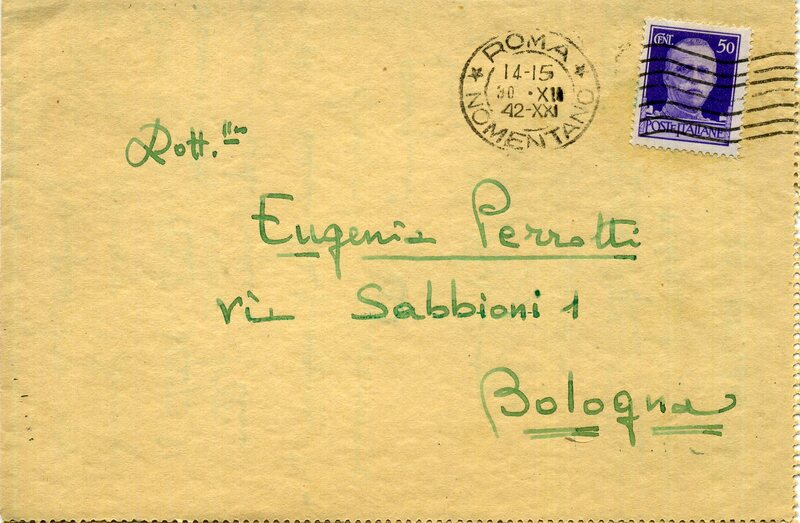 ROMA
14-15
30 · XII
42-XXI
NOMENTANO
CENT. 50
POSTE ITALIANE
Dott.ssa
Eugenia Perrotti
via Sabbioni 1
Bologna